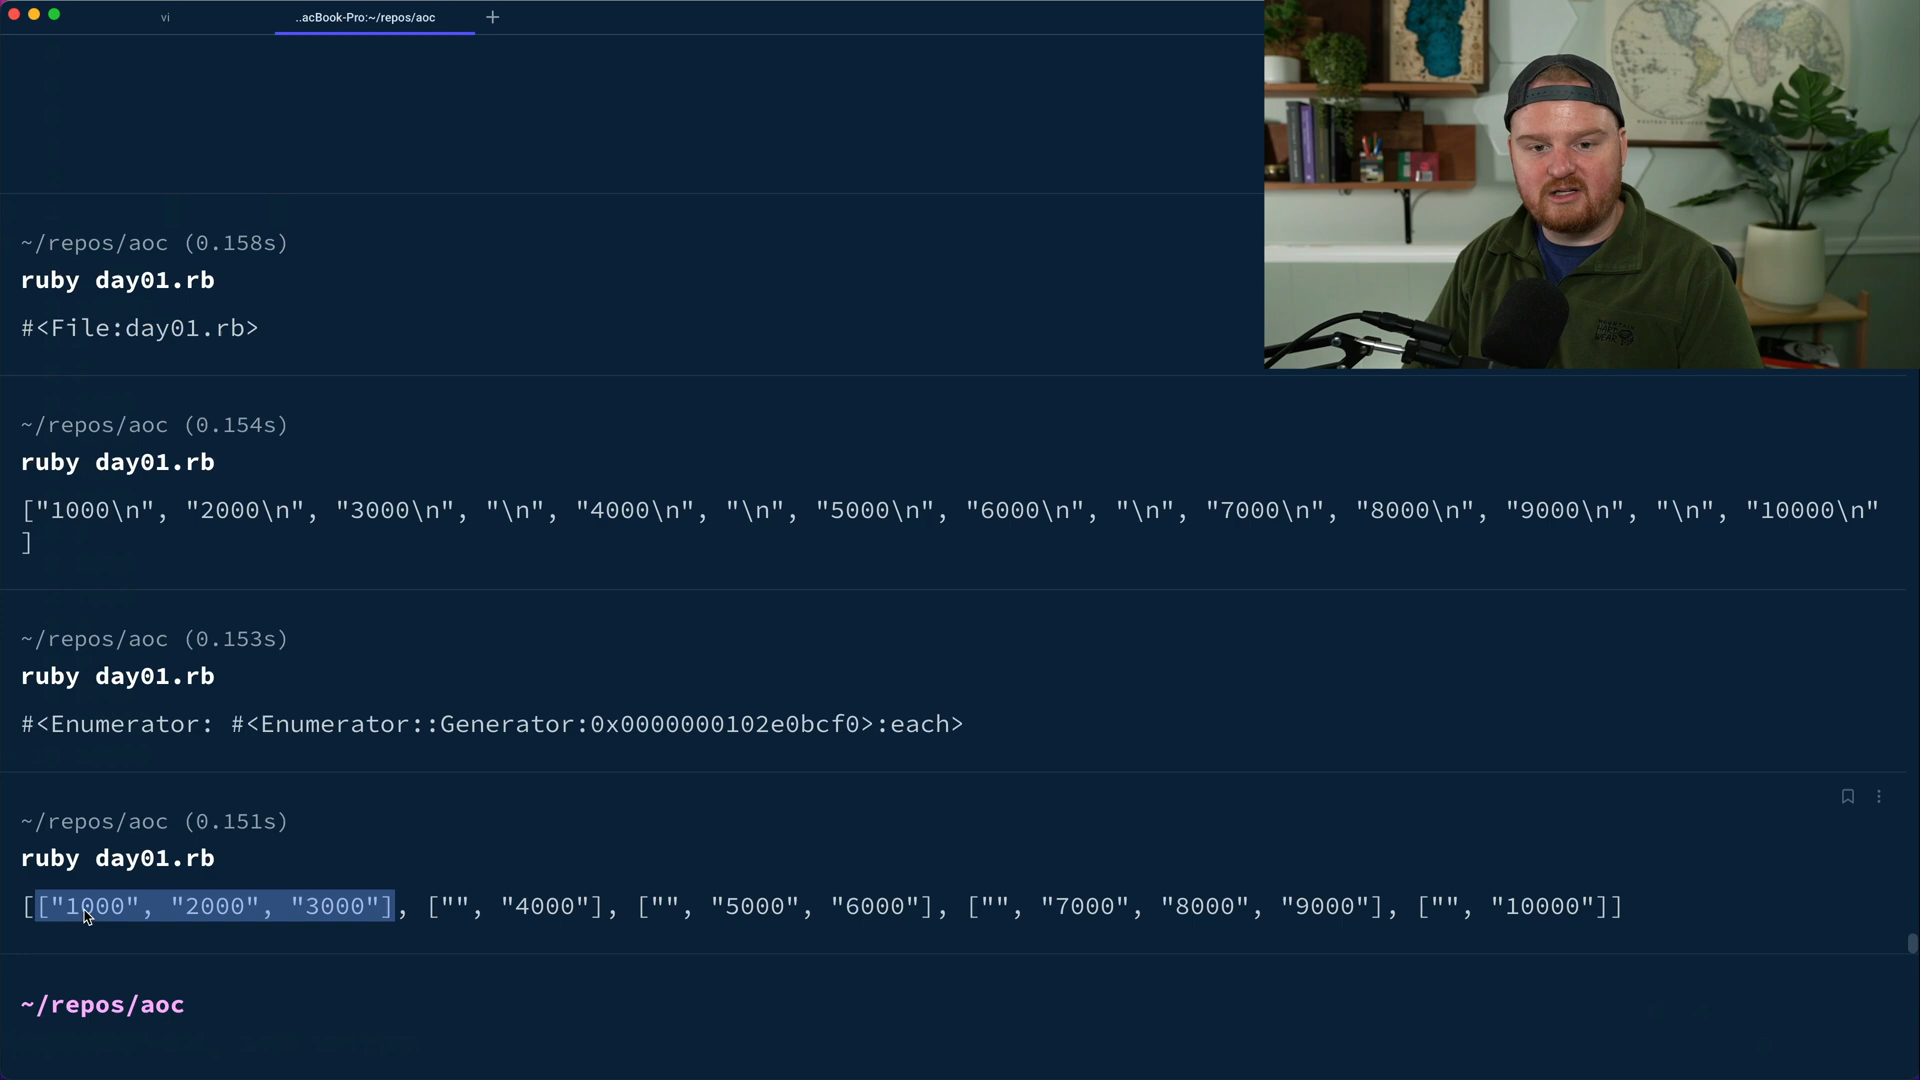 vi
..acBook-Pro:~/repos/aoc
~/repos/aoc (0.158s)
ruby day01.rb
#<File:day01.rb>
~/repos/aoc (0.154s)
ruby day01.rb
["1000\n", "2000\n", "3000\n", "\n", "4000\n", "\n", "5000\n", "6000\n", "\n", "7000\n", "8000\n", "9000\n", "\n", "10000\n"
]
~/repos/aoc (0.153s)
ruby day01.rb
#<Enumerator: #<Enumerator::Generator:0x0000000102e0bcf0>:each>
~/repos/aoc (0.151s)
ruby day01.rb
[["1000", "2000", "3000"], ["", "4000"], ["", "5000", "6000"], ["", "7000", "8000", "9000"], ["", "10000"]]
~/repos/aoc
MOUNTAIN
HARD
WEAR